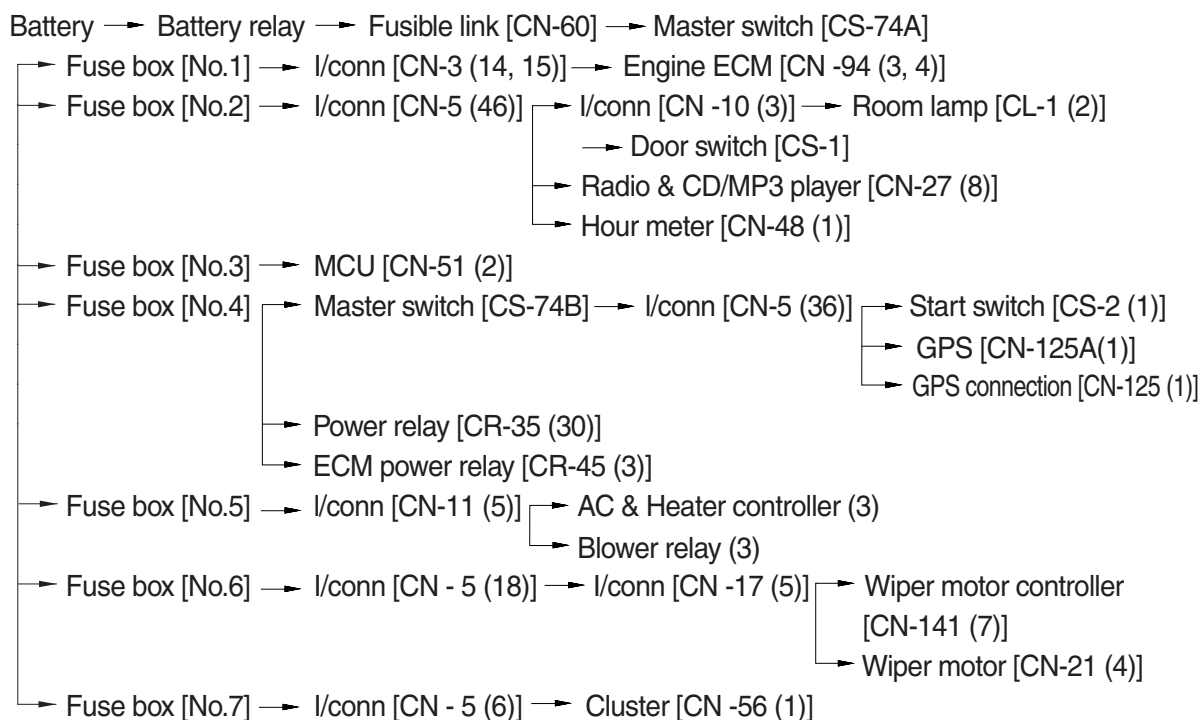 Battery → Battery relay → Fusible link [CN-60] → Master switch [CS-74A]
→ Fuse box [No.1] → I/conn [CN-3 (14, 15)] → Engine ECM [CN -94 (3, 4)]
→ Fuse box [No.2] → I/conn [CN-5 (46)] → I/conn [CN -10 (3)] → Room lamp [CL-1 (2)]
→ Door switch [CS-1]
→ Radio & CD/MP3 player [CN-27 (8)]
→ Hour meter [CN-48 (1)]
→ Fuse box [No.3] → MCU [CN-51 (2)]
→ Fuse box [No.4] → Master switch [CS-74B] → I/conn [CN-5 (36)] → Start switch [CS-2 (1)]
→ GPS [CN-125A(1)]
→ GPS connection [CN-125 (1)]
→ Power relay [CR-35 (30)]
→ ECM power relay [CR-45 (3)]
→ Fuse box [No.5] → I/conn [CN-11 (5)] → AC & Heater controller (3)
→ Blower relay (3)
→ Fuse box [No.6] → I/conn [CN - 5 (18)] → I/conn [CN -17 (5)] → Wiper motor controller
[CN-141 (7)]
→ Wiper motor [CN-21 (4)]
→ Fuse box [No.7] → I/conn [CN - 5 (6)] → Cluster [CN -56 (1)]